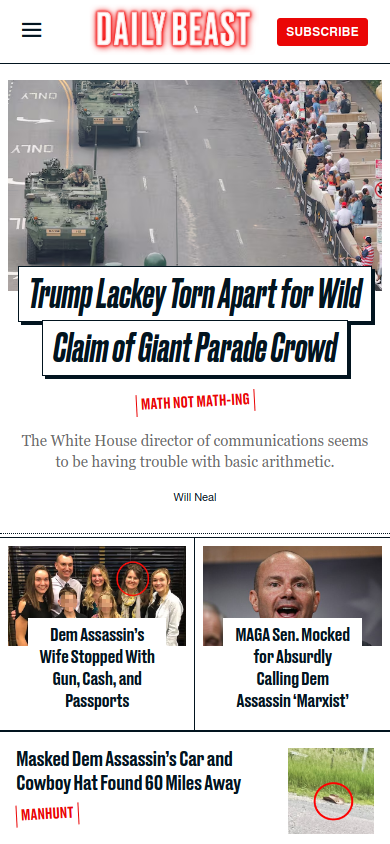 DAILY BEAST
SUBSCRIBE
ONLY
ONLY
Trump Lackey Torn Apart for Wild
Claim of Giant Parade Crowd
MATH NOT MATH-ING
The White House director of communications seems
to be having trouble with basic arithmetic.
Will Neal
Dem Assassin's
Wife Stopped With
Gun, Cash, and
Passports
MAGA Sen. Mocked
for Absurdly
Calling Dem
Assassin ‘Marxist’
Masked Dem Assassin's Car and
Cowboy Hat Found 60 Miles Away
MANHUNT